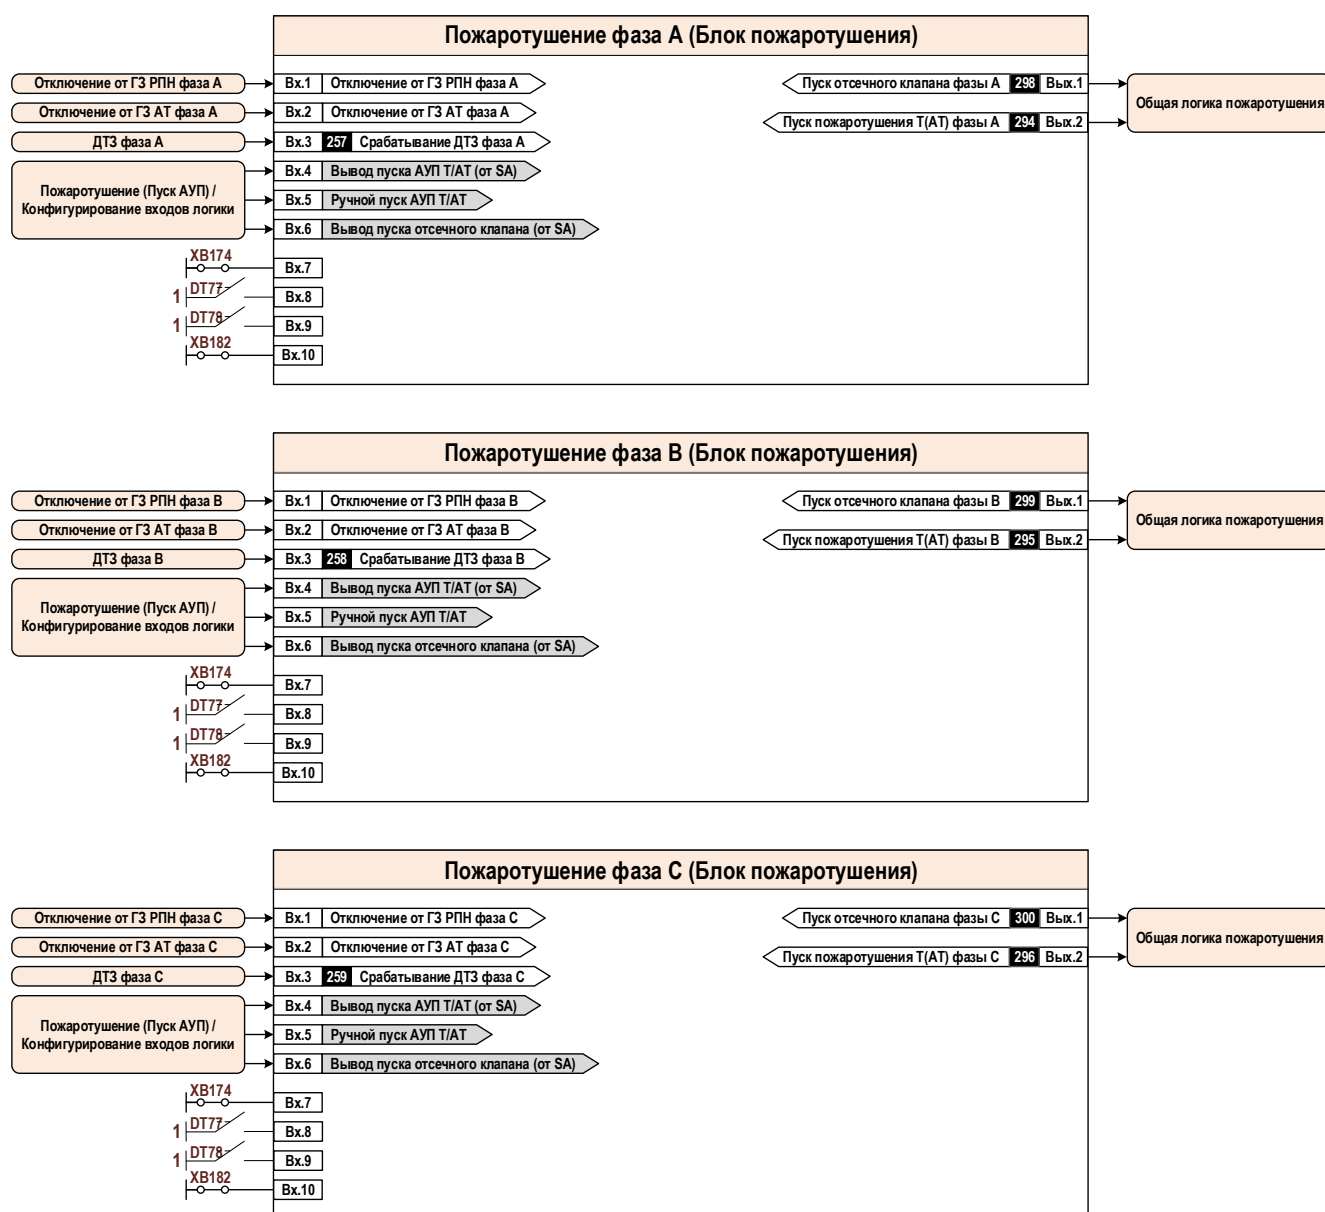 Пожаротушение фаза А (Блок пожаротушения)
Отключение от ГЗ РПН фаза А
Вх.1 Отключение от ГЗ РПН фаза А
Пуск отсечного клапана фазы А 298 Вых.1
Общая логика пожаротушения
Отключение от ГЗ АТ фаза А
Вх.2 Отключение от ГЗ АТ фаза А
Пуск пожаротушения Т(АТ) фазы А 294 Вых.2
ДТЗ фаза А
Вх.3 257 Срабатывание ДТЗ фаза А
Пожаротушение (Пуск АУП) /
Конфигурирование входов логики
Вх.4 Вывод пуска АУП Т/АТ (от SA)
Вх.5 Ручной пуск АУП Т/АТ
Вх.6 Вывод пуска отсечного клапана (от SA)
XB174
Вх.7
1 DT77
Вх.8
1 DT78
Вх.9
XB182
Вх.10
Пожаротушение фаза В (Блок пожаротушения)
Отключение от ГЗ РПН фаза В
Вх.1 Отключение от ГЗ РПН фаза В
Пуск отсечного клапана фазы В 299 Вых.1
Общая логика пожаротушения
Отключение от ГЗ АТ фаза В
Вх.2 Отключение от ГЗ АТ фаза В
Пуск пожаротушения Т(АТ) фазы В 295 Вых.2
ДТЗ фаза В
Вх.3 258 Срабатывание ДТЗ фаза В
Пожаротушение (Пуск АУП) /
Конфигурирование входов логики
Вх.4 Вывод пуска АУП Т/АТ (от SA)
Вх.5 Ручной пуск АУП Т/АТ
Вх.6 Вывод пуска отсечного клапана (от SA)
XB174
Вх.7
1 DT77
Вх.8
1 DT78
Вх.9
XB182
Вх.10
Пожаротушение фаза С (Блок пожаротушения)
Отключение от ГЗ РПН фаза С
Вх.1 Отключение от ГЗ РПН фаза С
Пуск отсечного клапана фазы С 300 Вых.1
Общая логика пожаротушения
Отключение от ГЗ АТ фаза С
Вх.2 Отключение от ГЗ АТ фаза С
Пуск пожаротушения Т(АТ) фазы С 296 Вых.2
ДТЗ фаза С
Вх.3 259 Срабатывание ДТЗ фаза С
Пожаротушение (Пуск АУП) /
Конфигурирование входов логики
Вх.4 Вывод пуска АУП Т/АТ (от SA)
Вх.5 Ручной пуск АУП Т/АТ
Вх.6 Вывод пуска отсечного клапана (от SA)
XB174
Вх.7
1 DT77
Вх.8
1 DT78
Вх.9
XB182
Вх.10